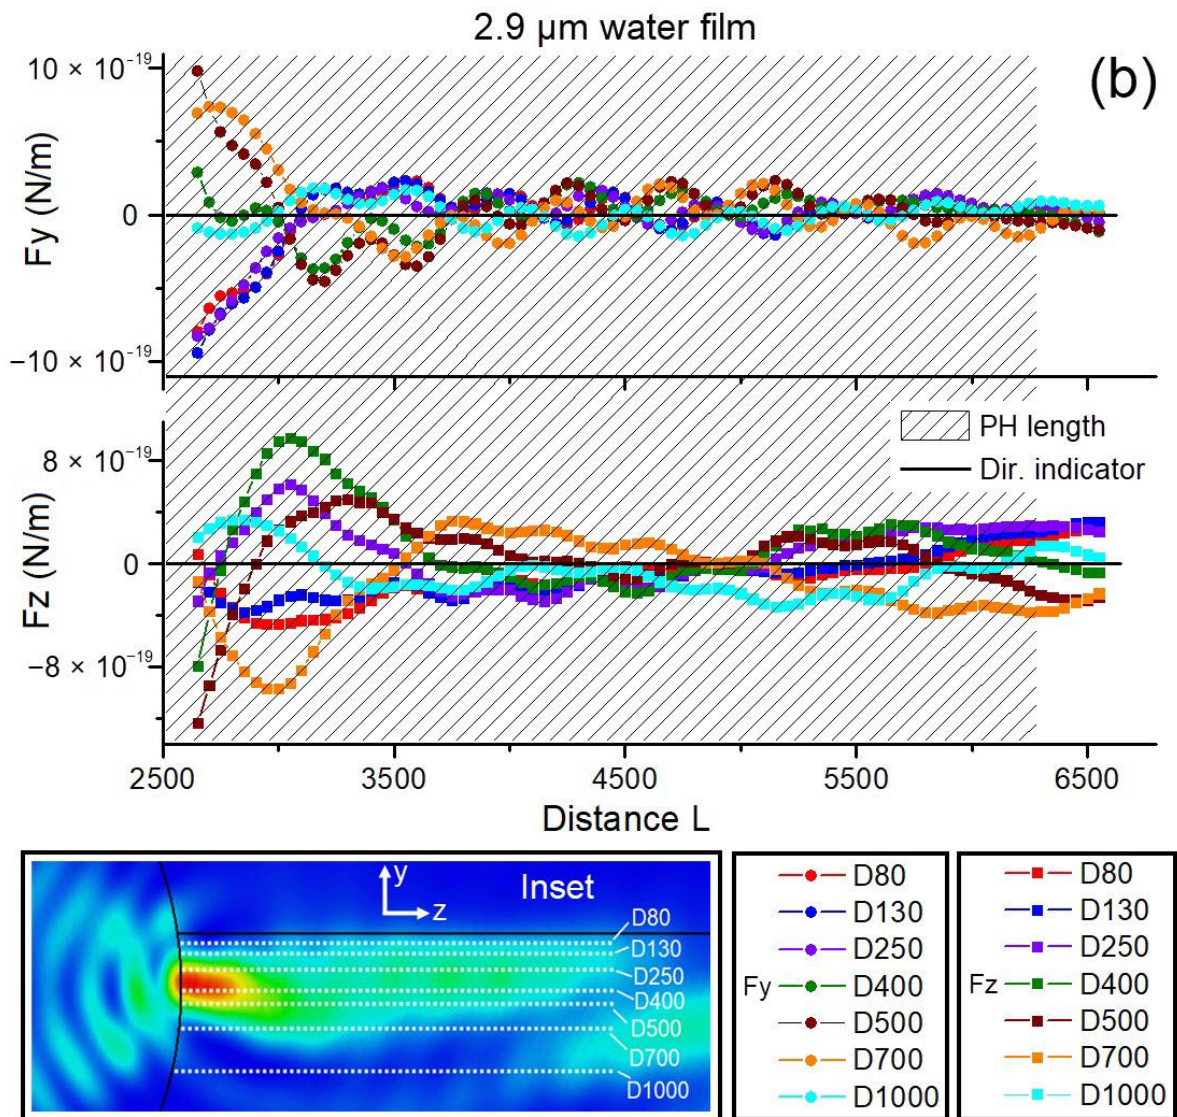 2.9 μm water film
(b)
10 × 10⁻¹⁹
0
−10 × 10⁻¹⁹
Fy (N/m)
8 × 10⁻¹⁹
0
−8 × 10⁻¹⁹
Fz (N/m)
PH length
Dir. indicator
2500 3500 4500 5500 6500
Distance L
Inset
y
z
D80
D130
D250
D400
D500
D700
D1000
Fy
D80
D130
D250
D400
D500
D700
D1000
Fz
D80
D130
D250
D400
D500
D700
D1000